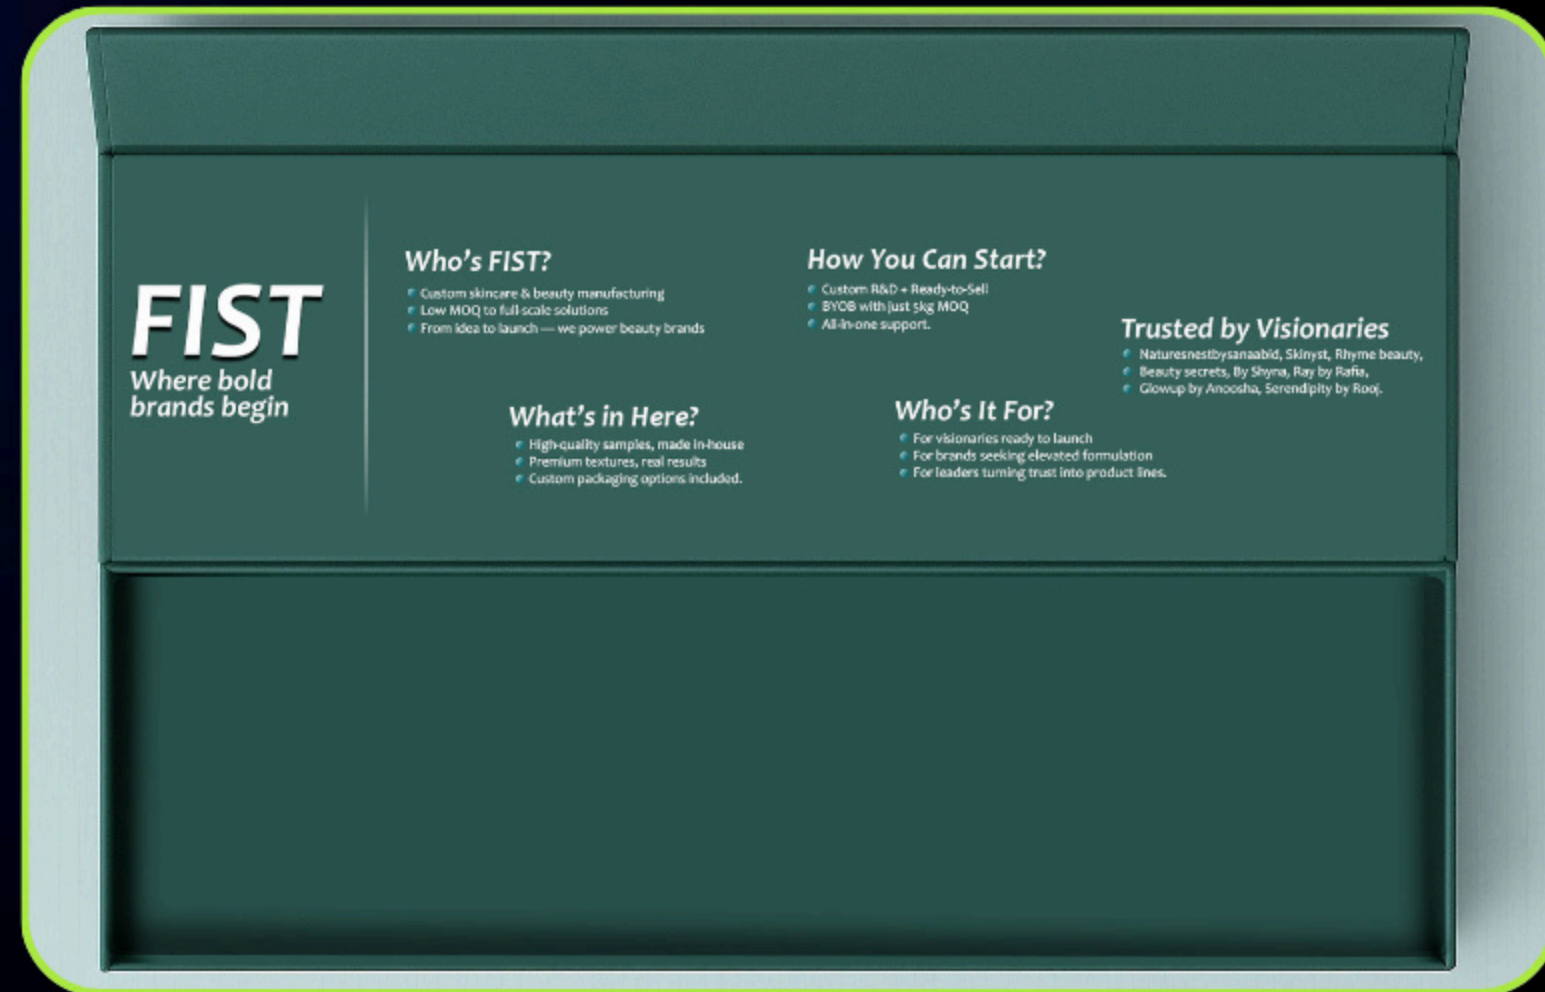 FIST
Where bold
brands begin
Who's FIST?
Custom skincare & beauty manufacturing
Low MOQ to full-scale solutions
From idea to launch — we power beauty brands
What's in Here?
High-quality samples, made in-house
Premium textures, real results
Custom packaging options included.
How You Can Start?
Custom R&D + Ready-to-Sell
BYOB with just 5kg MOQ
All-in-one support.
Who's It For?
For visionaries ready to launch
For brands seeking elevated formulation
For leaders turning trust into product lines.
Trusted by Visionaries
Naturesnestbysanaabid, Skinyst, Rhyme beauty,
Beauty secrets, By Shyna, Ray by Rafia,
Glowup by Anoosha, Serendipity by Rooj.